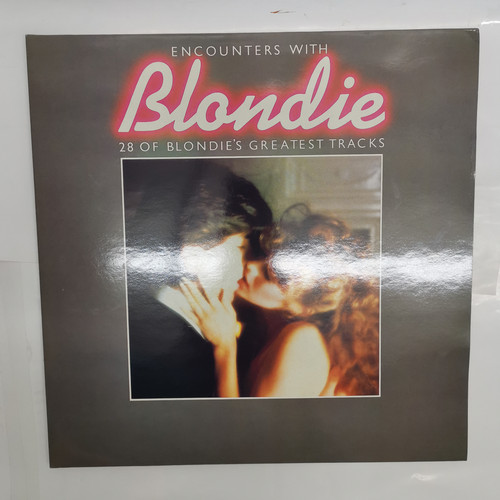 ENCOUNTERS WITH
Blondie
28 OF BLONDIE'S GREATEST TRACKS